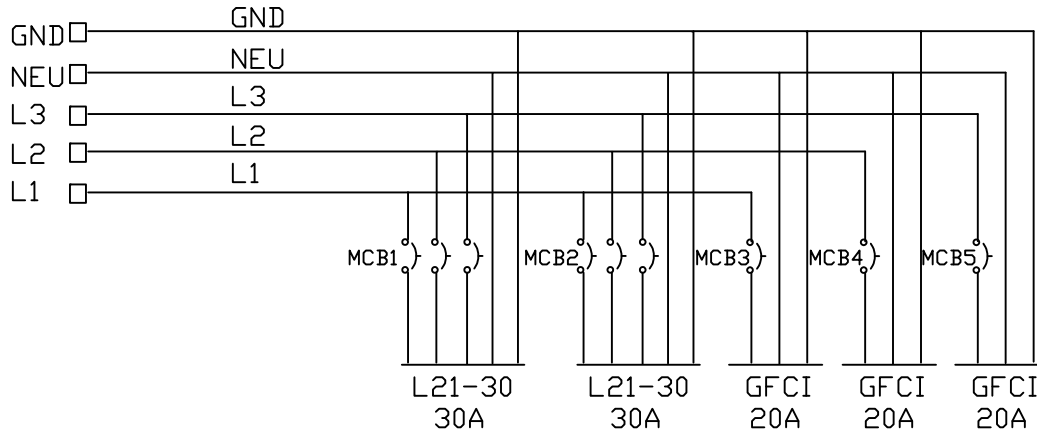 GND
GND
NEU
NEU
L3
L3
L2
L2
L1
L1
MCB1
MCB2
MCB3
MCB4
MCB5
L21-30
30A
L21-30
30A
GFCI
20A
GFCI
20A
GFCI
20A